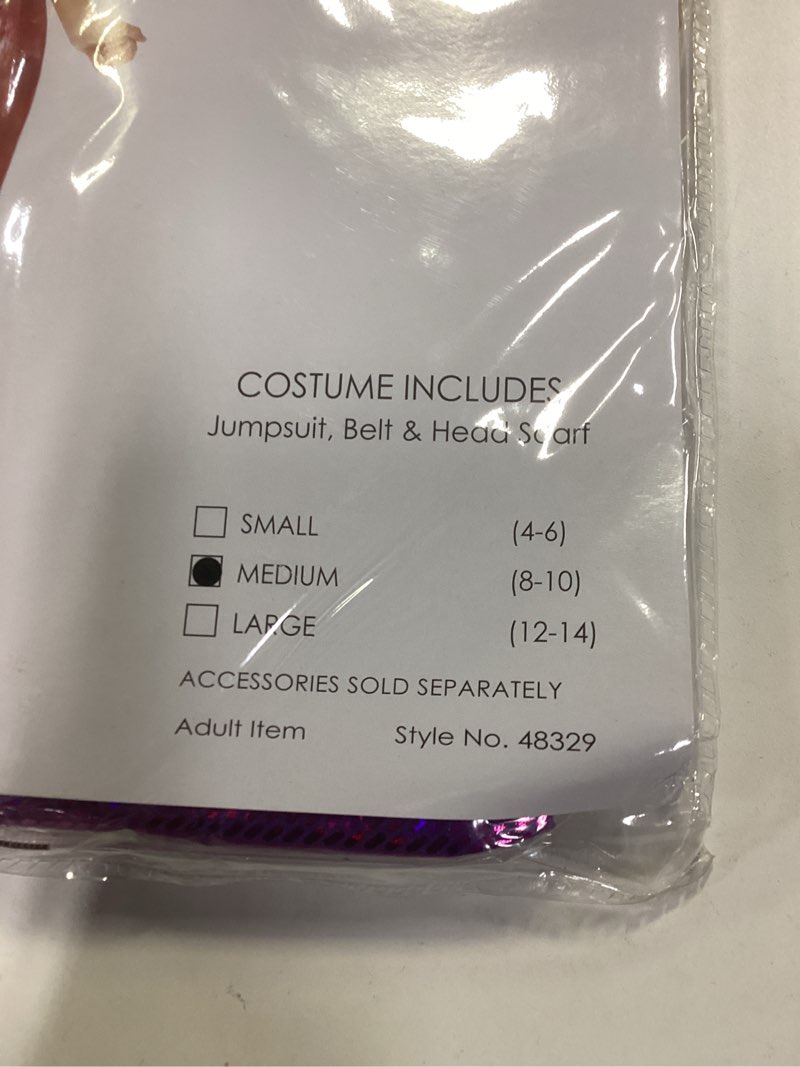 COSTUME INCLUDES
Jumpsuit, Belt & Head Scarf
SMALL (4-6)
MEDIUM (8-10)
LARGE (12-14)
ACCESSORIES SOLD SEPARATELY
Adult Item Style No. 48329